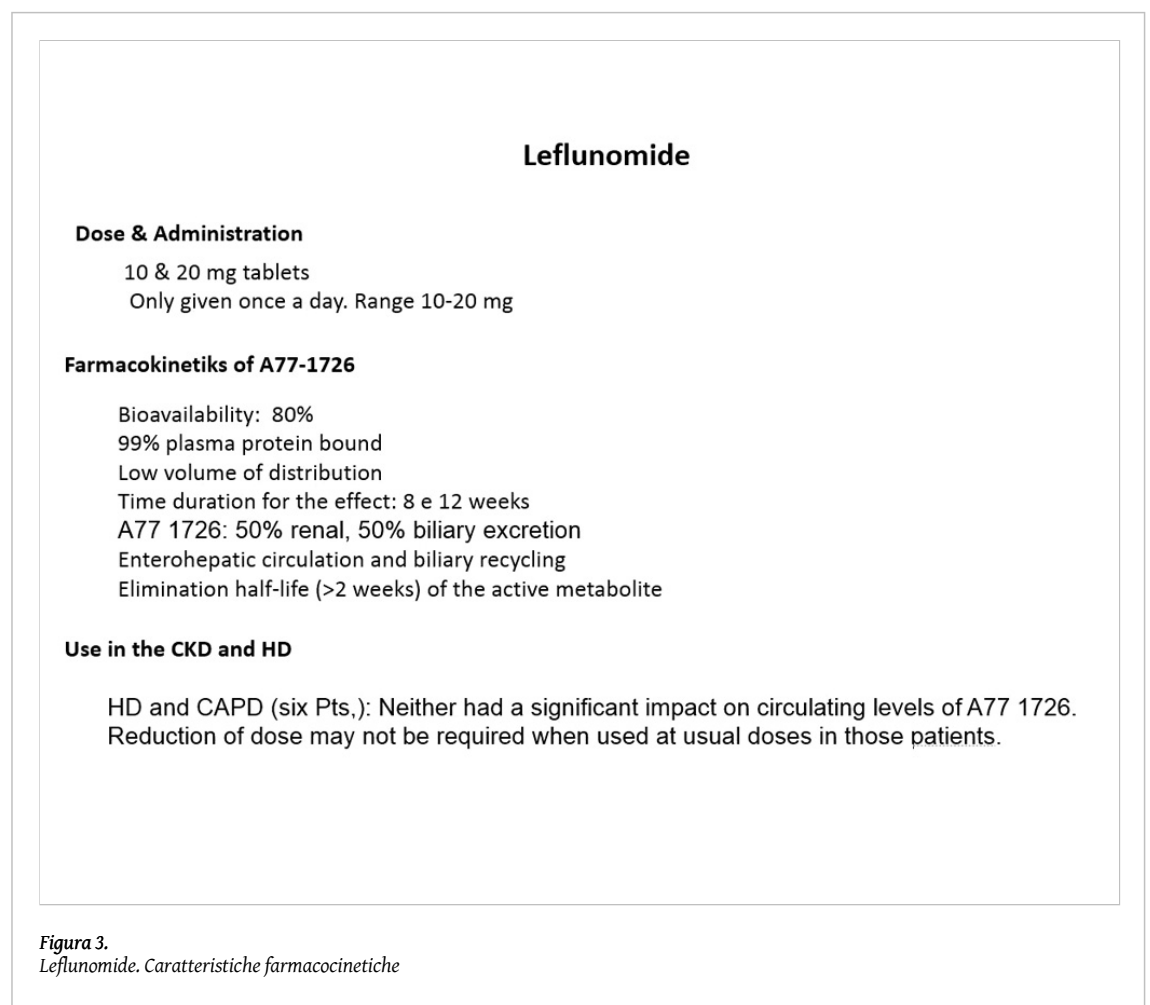 Leflunomide
Dose & Administration
10 & 20 mg tablets
Only given once a day. Range 10-20 mg
Farmacokinetiks of A77-1726
Bioavailability: 80%
99% plasma protein bound
Low volume of distribution
Time duration for the effect: 8 e 12 weeks
A77 1726: 50% renal, 50% biliary excretion
Enterohepatic circulation and biliary recycling
Elimination half-life (>2 weeks) of the active metabolite
Use in the CKD and HD
HD and CAPD (six Pts,): Neither had a significant impact on circulating levels of A77 1726.
Reduction of dose may not be required when used at usual doses in those patients.
Figura 3.
Leflunomide. Caratteristiche farmacocinetiche